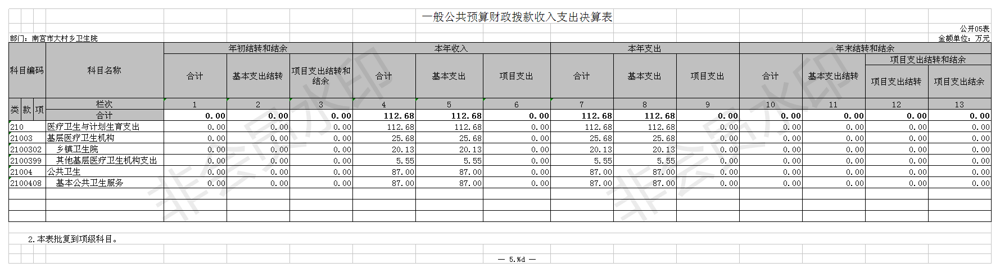 一般公共预算财政拨款收入支出决算表
公开05表
部门：南宫市大村乡卫生院 金额单位：万元
科目编码 科目名称 年初结转和结余 本年收入 本年支出 年末结转和结余
合计 基本支出结转 项目支出结转和结余 合计 基本支出 项目支出 合计 基本支出 项目支出 合计 基本支出结转 项目支出结转和结余
项目支出结转 项目支出结余
类 款 项 栏次 1 2 3 4 5 6 7 8 9 10 11 12 13
合计 0.00 0.00 0.00 112.68 112.68 0.00 112.68 112.68 0.00 0.00 0.00 0.00 0.00
210 医疗卫生与计划生育支出 0.00 0.00 0.00 112.68 112.68 0.00 112.68 112.68 0.00 0.00 0.00 0.00 0.00
21003 基层医疗卫生机构 0.00 0.00 0.00 25.68 25.68 0.00 25.68 25.68 0.00 0.00 0.00 0.00 0.00
2100302 乡镇卫生院 0.00 0.00 0.00 20.13 20.13 0.00 20.13 20.13 0.00 0.00 0.00 0.00 0.00
2100399 其他基层医疗卫生机构支出 0.00 0.00 0.00 5.55 5.55 0.00 5.55 5.55 0.00 0.00 0.00 0.00 0.00
21004 公共卫生 0.00 0.00 0.00 87.00 87.00 0.00 87.00 87.00 0.00 0.00 0.00 0.00 0.00
2100408 基本公共卫生服务 0.00 0.00 0.00 87.00 87.00 0.00 87.00 87.00 0.00 0.00 0.00 0.00 0.00
2.本表批复到项级科目。
— 5.%d —
非会员水印
非会员水印